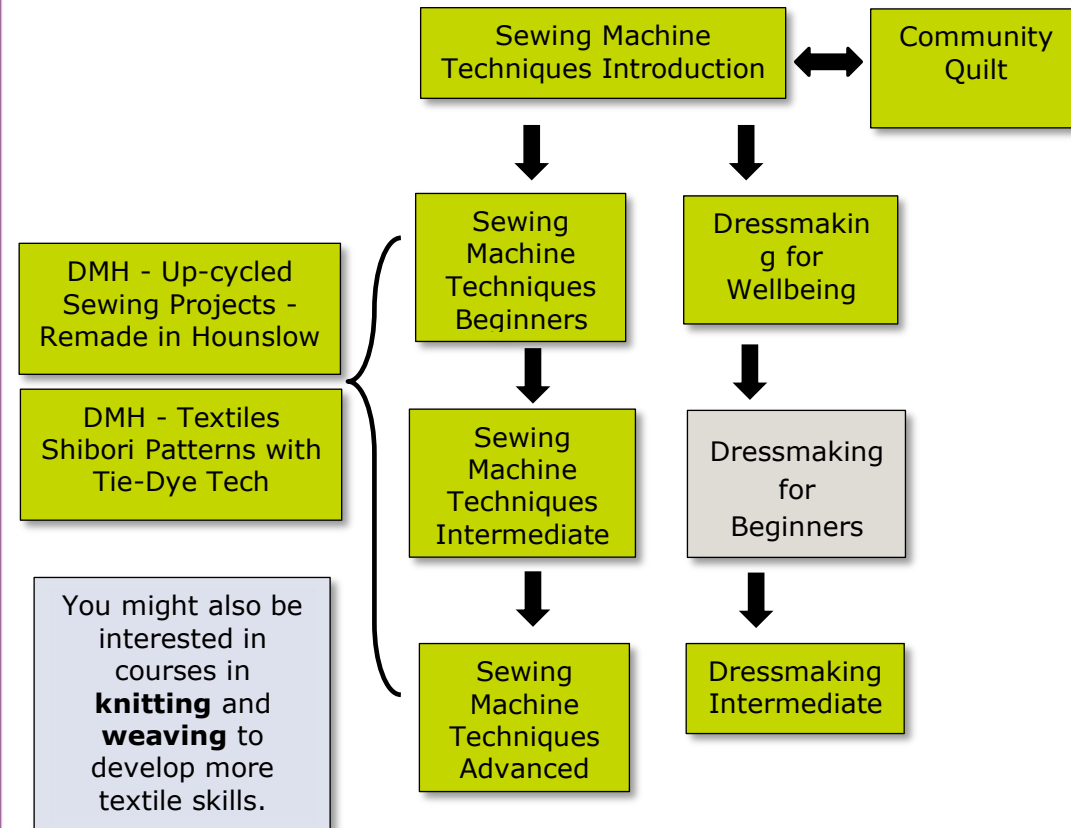 Sewing Machine
Techniques Introduction
Community
Quilt
Sewing
Machine
Techniques
Beginners
Dressmakin
g for
Wellbeing
DMH - Up-cycled
Sewing Projects -
Remade in Hounslow
DMH - Textiles
Shibori Patterns with
Tie-Dye Tech
Sewing
Machine
Techniques
Intermediate
Dressmaking
for
Beginners
You might also be
interested in
courses in
knitting and
weaving to
develop more
textile skills.
Sewing
Machine
Techniques
Advanced
Dressmaking
Intermediate